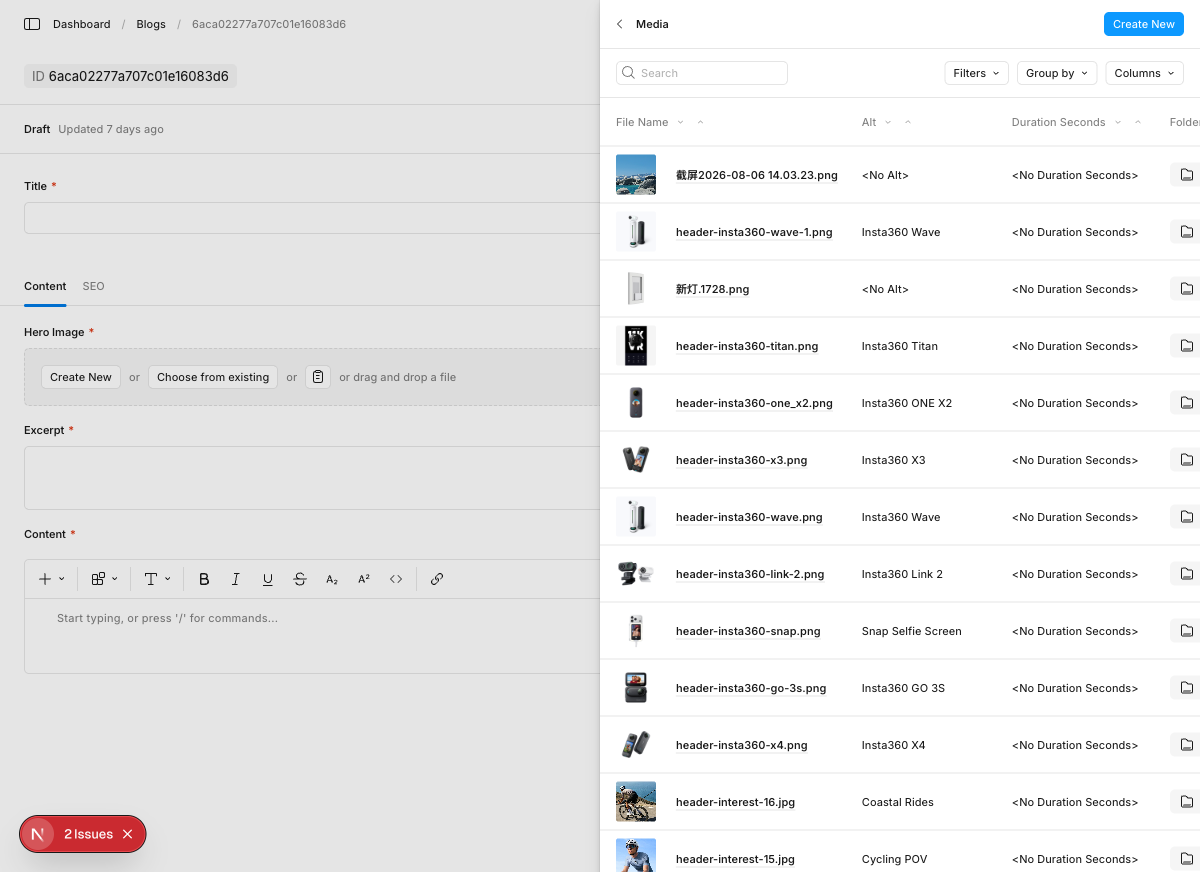 Dashboard / Blogs / 6aca02277a707c01e16083d6
ID 6aca02277a707c01e16083d6
Draft Updated 7 days ago
Title *
Content SEO
Hero Image *
Create New or Choose from existing or or drag and drop a file
Excerpt *
Content *
T B I U S A₂ A² <>
Start typing, or press '/' for commands...
N 2 Issues
Media Create New
Search Filters Group by Columns
File Name Alt Duration Seconds Folder
截屏2026-08-06 14.03.23.png <No Alt> <No Duration Seconds>
header-insta360-wave-1.png Insta360 Wave <No Duration Seconds>
新灯.1728.png <No Alt> <No Duration Seconds>
header-insta360-titan.png Insta360 Titan <No Duration Seconds>
header-insta360-one_x2.png Insta360 ONE X2 <No Duration Seconds>
header-insta360-x3.png Insta360 X3 <No Duration Seconds>
header-insta360-wave.png Insta360 Wave <No Duration Seconds>
header-insta360-link-2.png Insta360 Link 2 <No Duration Seconds>
header-insta360-snap.png Snap Selfie Screen <No Duration Seconds>
header-insta360-go-3s.png Insta360 GO 3S <No Duration Seconds>
header-insta360-x4.png Insta360 X4 <No Duration Seconds>
header-interest-16.jpg Coastal Rides <No Duration Seconds>
header-interest-15.jpg Cycling POV <No Duration Seconds>